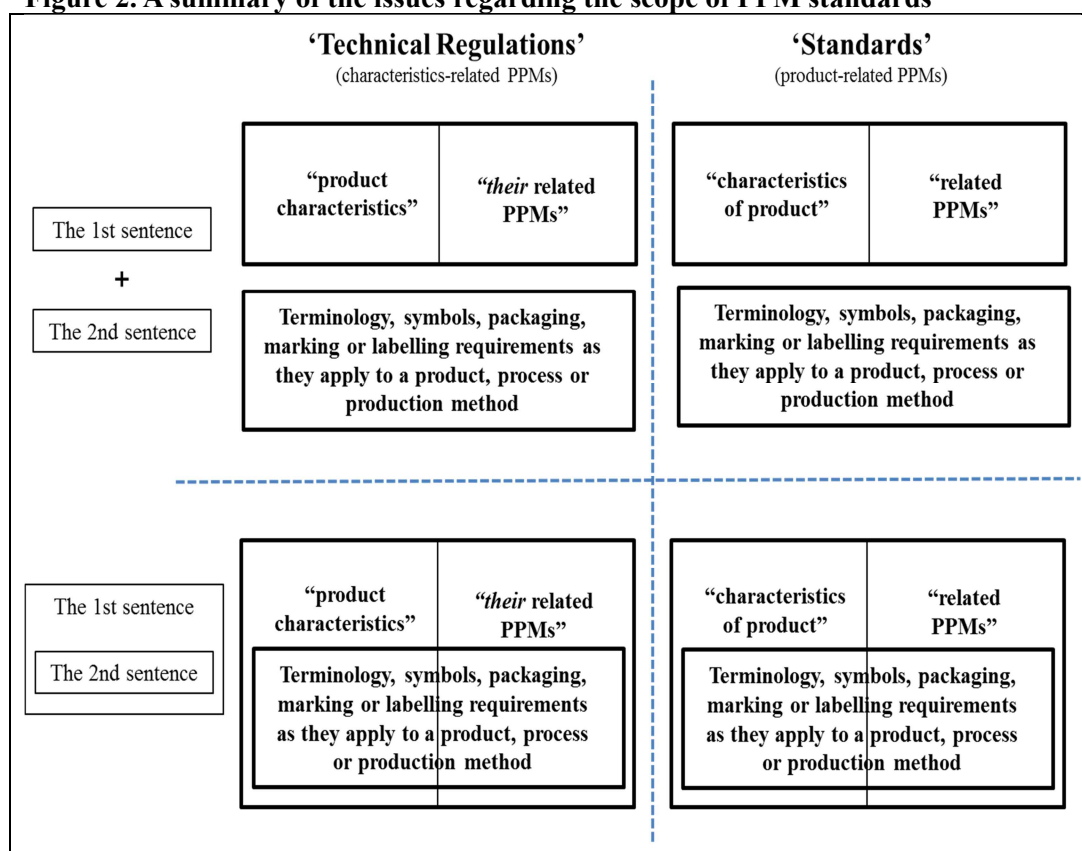 Figure 2. A summary of the issues regarding the scope of PPM standards
‘Technical Regulations’
(characteristics-related PPMs)
‘Standards’
(product-related PPMs)
The 1st sentence
+
The 2nd sentence
“product
characteristics”
“their related
PPMs”
“characteristics
of product”
“related
PPMs”
Terminology, symbols, packaging,
marking or labelling requirements as
they apply to a product, process or
production method
Terminology, symbols, packaging,
marking or labelling requirements
as they apply to a product, process
or production method
The 1st sentence
The 2nd sentence
“product
characteristics”
“their related
PPMs”
“characteristics
of product”
“related
PPMs”
Terminology, symbols, packaging,
marking or labelling requirements
as they apply to a product, process
or production method
Terminology, symbols, packaging,
marking or labelling requirements
as they apply to a product, process
or production method